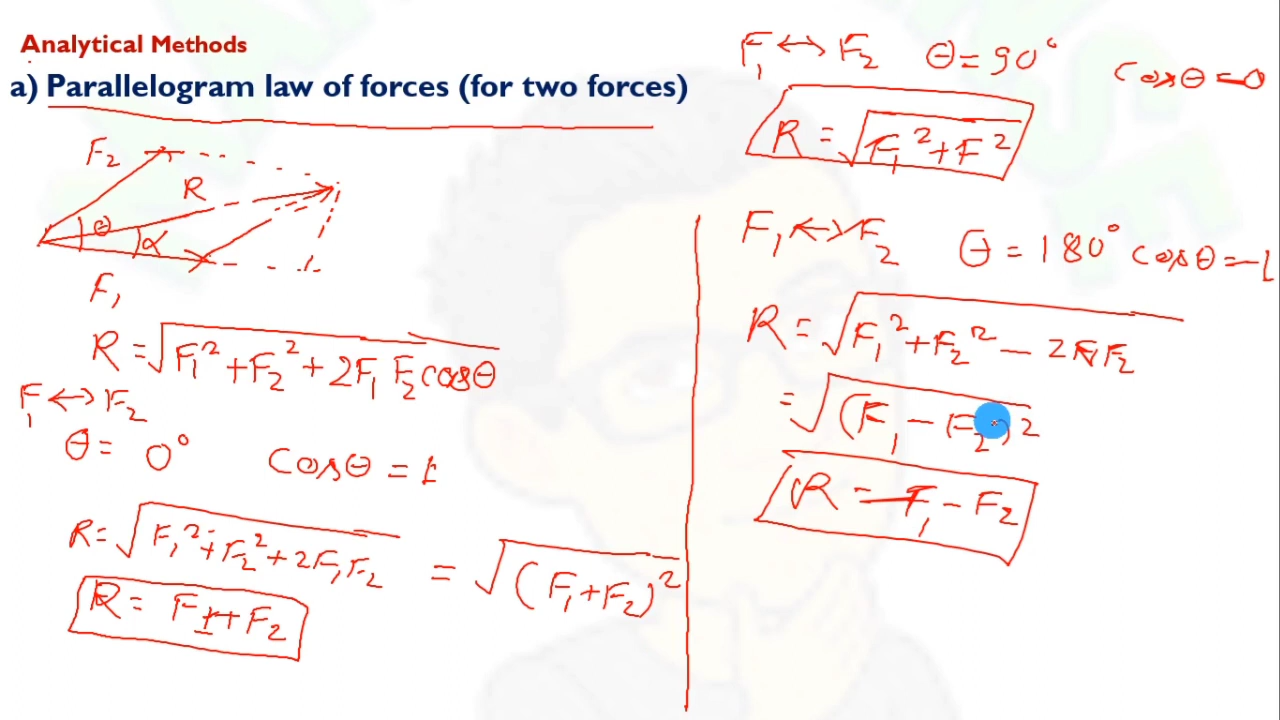 Analytical Methods
a) Parallelogram law of forces (for two forces)
F₂
R
θ
α
F₁
R = √F₁² + F₂² + 2F₁ F₂ cosθ
F₁ ↔ F₂
θ = 0° cosθ = 1
R = √F₁² + F₂² + 2F₁F₂ = √(F₁ + F₂)²
R = F₁ + F₂
F₁ ↔ F₂ θ = 90° cosθ = 0
R = √F₁² + F²
F₁ ↔ F₂ θ = 180° cosθ = -1
R = √F₁² + F₂² - 2F₁F₂
= √(F₁ - F₂)²
R = F₁ - F₂